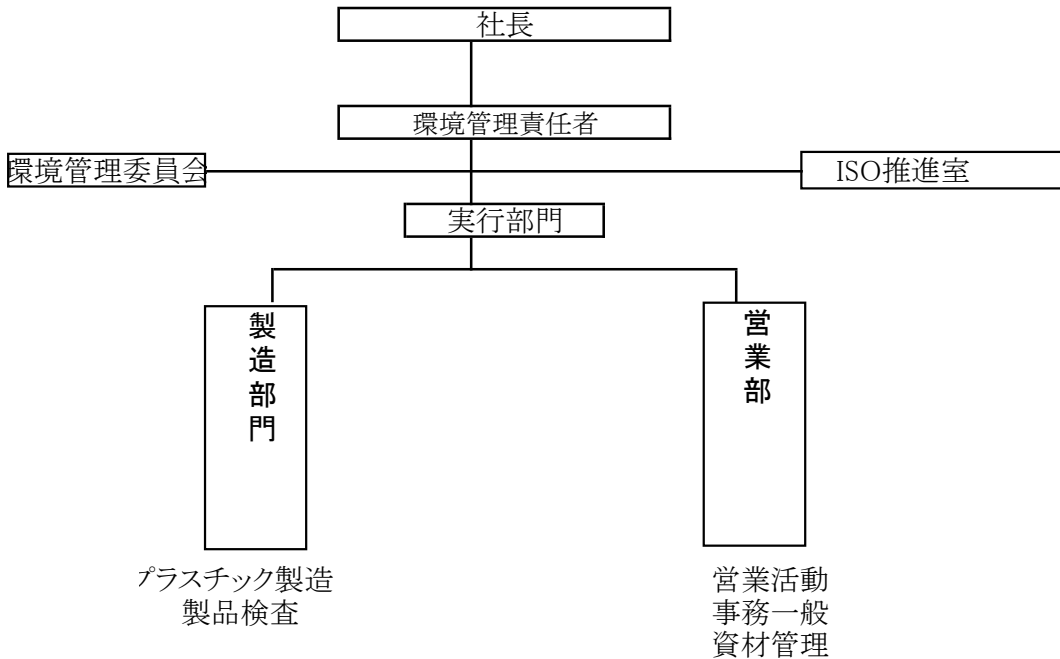 社長
環境管理責任者
環境管理委員会
ISO推進室
実行部門
製造部門
営業部
プラスチック製造
製品検査
営業活動
事務一般
資材管理